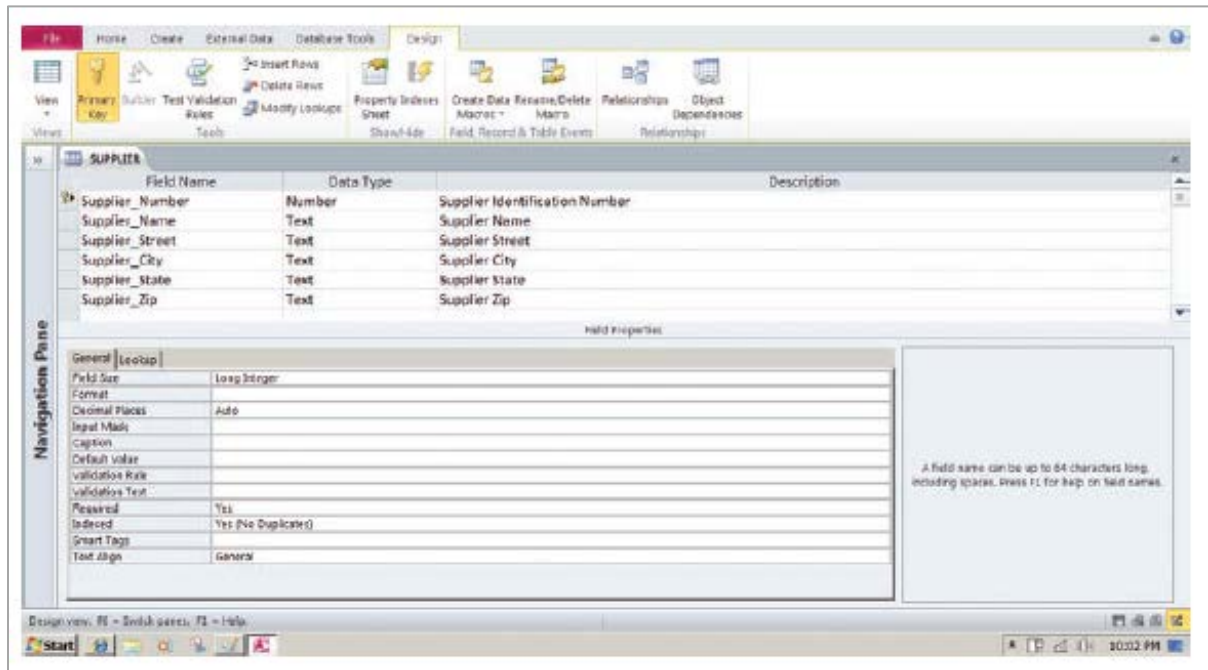 File Home Create External Data Database Tools Design
Insert Rows
Delete Rows
Modify Lookups
View Primary Key Builder Test Validation Rules Property Sheet Indexes Create Data Macros Rename/Delete Macro Relationships Object Dependencies
Views Tools Show/Hide Field, Record & Table Events Relationships
SUPPLIER
Field Name Data Type Description
Supplier_Number Number Supplier Identification Number
Supplier_Name Text Supplier Name
Supplier_Street Text Supplier Street
Supplier_City Text Supplier City
Supplier_State Text Supplier State
Supplier_Zip Text Supplier Zip
Field Properties
Navigation Pane
General Lookup
Field Size Long Integer
Format
Decimal Places Auto
Input Mask
Caption
Default Value
Validation Rule
Validation Text
Required Yes
Indexed Yes (No Duplicates)
Smart Tags
Text Align General
A field name can be up to 64 characters long,
including spaces. Press F1 for help on field names.
Design view. F6 = Switch panes. F1 = Help.
Start 10:02 PM